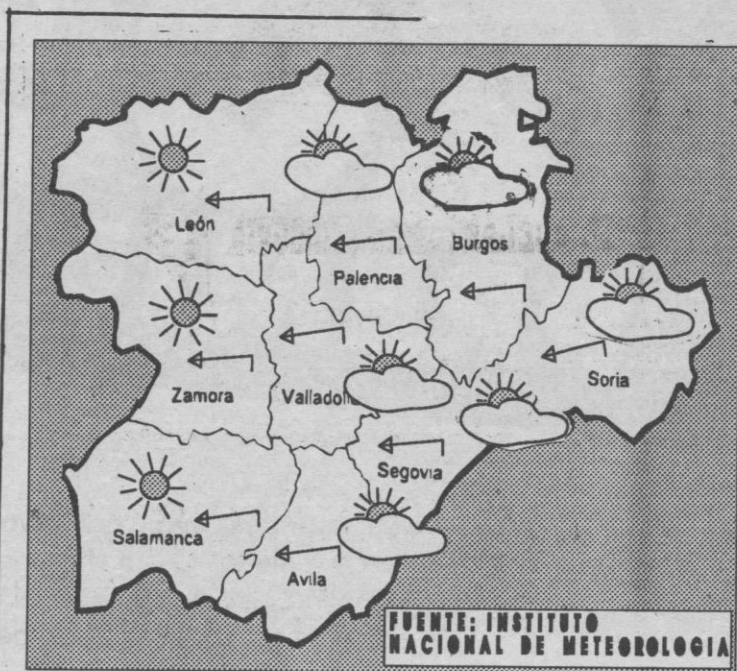 León
Burgos
Palencia
Soria
Zamora
Valladolid
Segovia
Salamanca
Avila
FUENTE: INSTITUTO
NACIONAL DE METEOROLOGIA